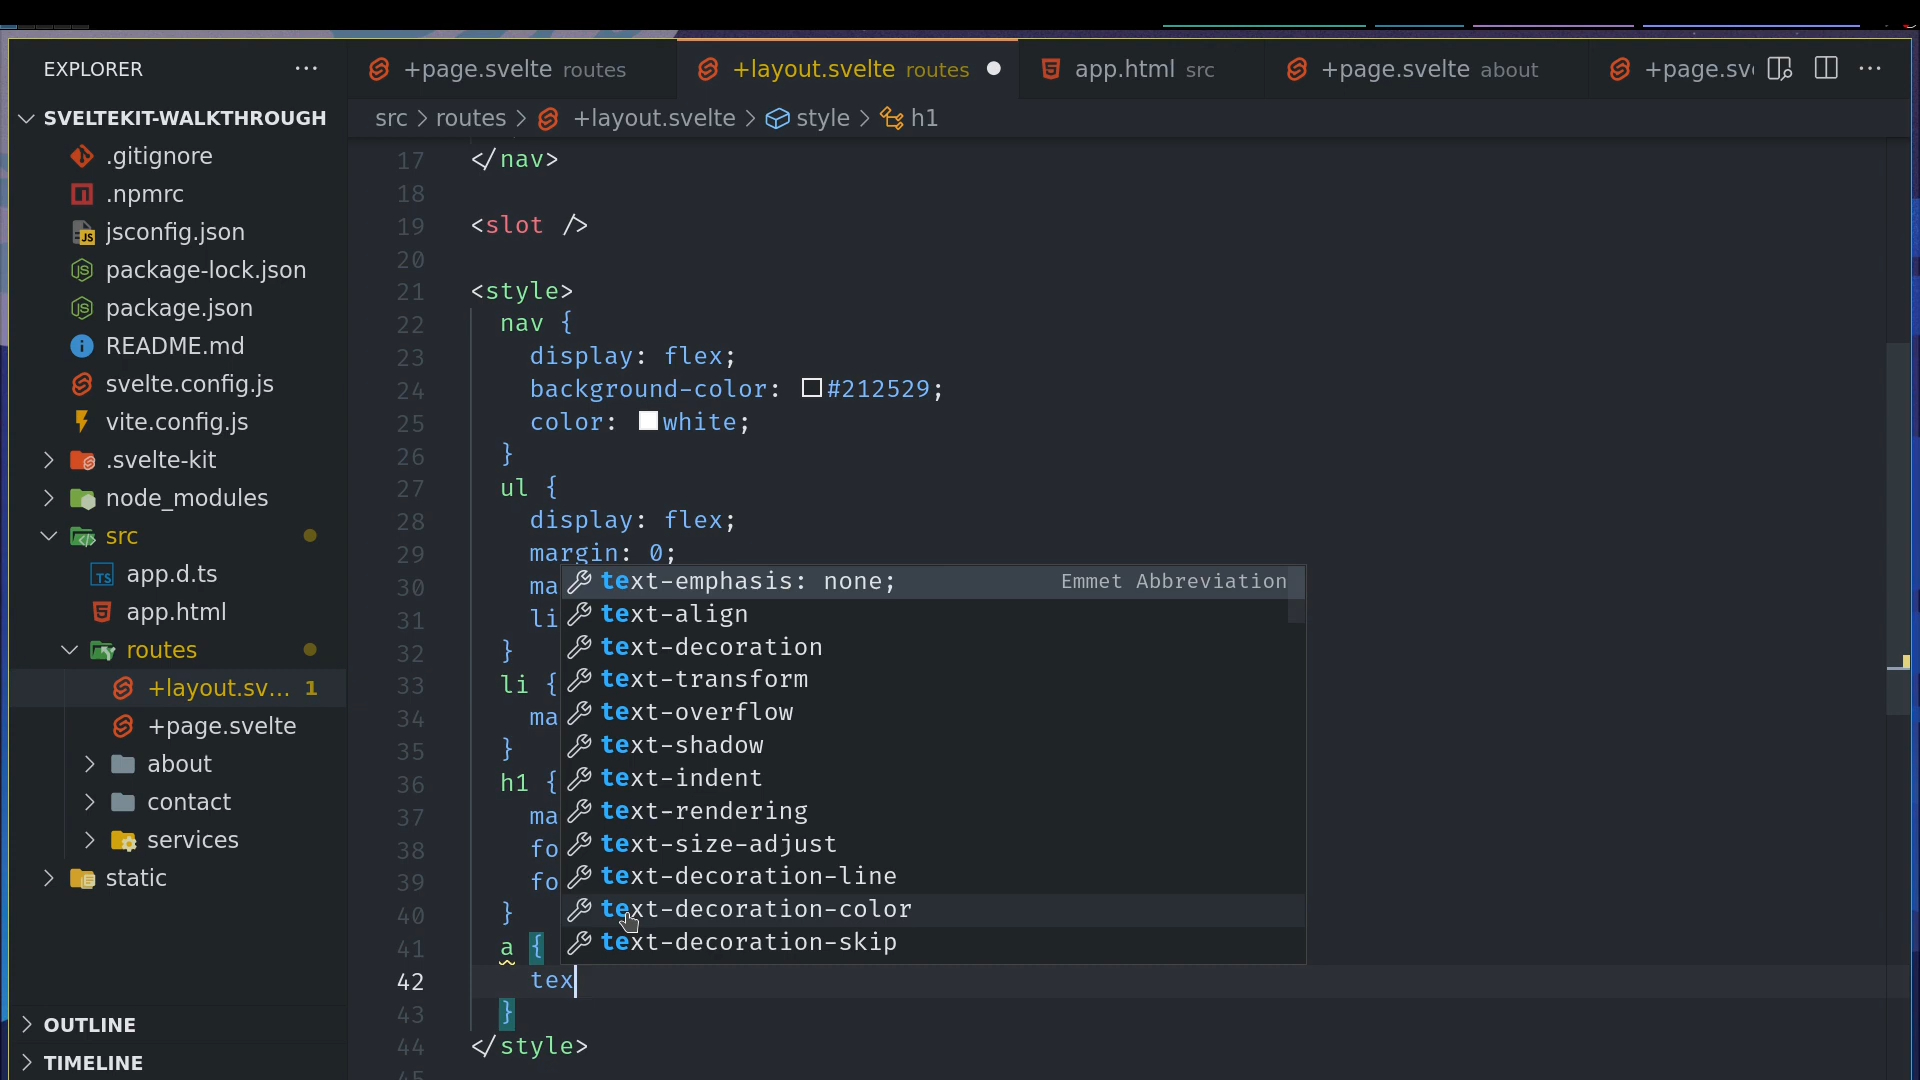 EXPLORER
+page.svelte routes
+layout.svelte routes
app.html src
+page.svelte about
+page.sv
SVELTEKIT-WALKTHROUGH
src > routes > +layout.svelte > style > h1
.gitignore
.npmrc
jsconfig.json
package-lock.json
package.json
README.md
svelte.config.js
vite.config.js
.svelte-kit
node_modules
src
app.d.ts
app.html
routes
+layout.sv... 1
+page.svelte
about
contact
services
static
OUTLINE
TIMELINE
17 </nav>
18
19 <slot />
20
21 <style>
22 nav {
23 display: flex;
24 background-color: #212529;
25 color: white;
26 }
27 ul {
28 display: flex;
29 margin: 0;
30 ma
31 li
32 }
33 li {
34 ma
35 }
36 h1 {
37 ma
38 fo
39 fo
40 }
41 a {
42 tex
43 }
44 </style>
45
text-emphasis: none; Emmet Abbreviation
text-align
text-decoration
text-transform
text-overflow
text-shadow
text-indent
text-rendering
text-size-adjust
text-decoration-line
text-decoration-color
text-decoration-skip